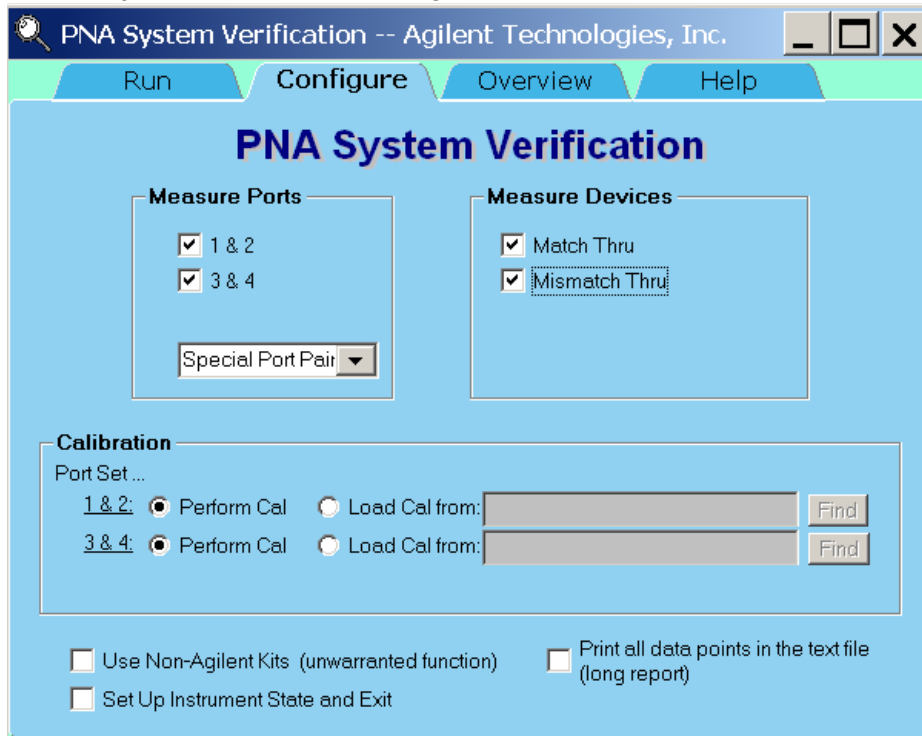 PNA System Verification -- Agilent Technologies, Inc.
Run Configure Overview Help
PNA System Verification
Measure Ports
1 & 2
3 & 4
Special Port Pair
Measure Devices
Match Thru
Mismatch Thru
Calibration
Port Set ...
1 & 2: Perform Cal Load Cal from: Find
3 & 4: Perform Cal Load Cal from: Find
Use Non-Agilent Kits (unwarranted function)
Set Up Instrument State and Exit
Print all data points in the text file
(long report)